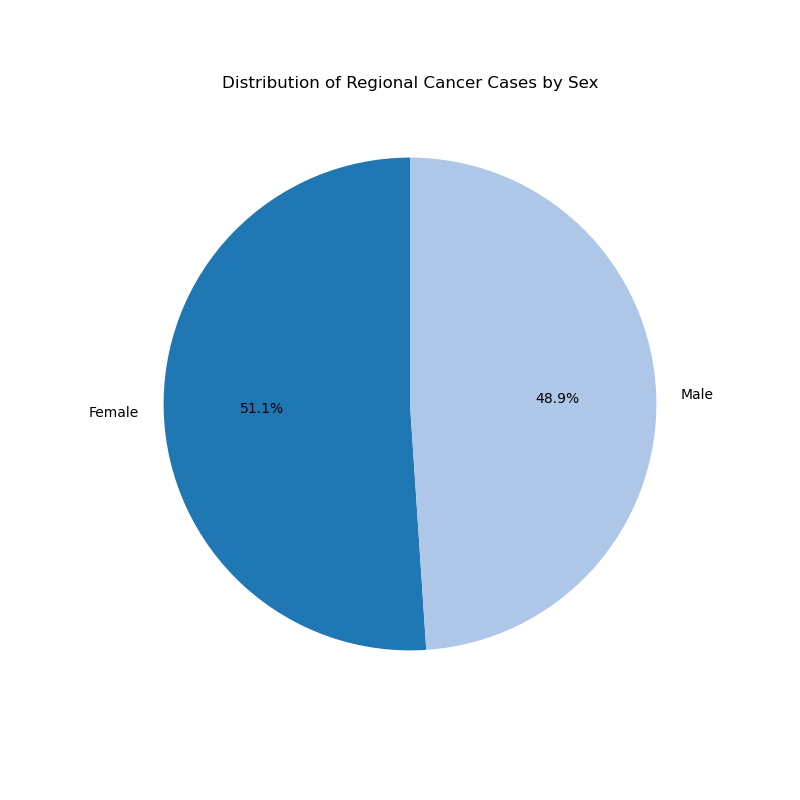 Distribution of Regional Cancer Cases by Sex
Male
48.9%
51.1%
Female